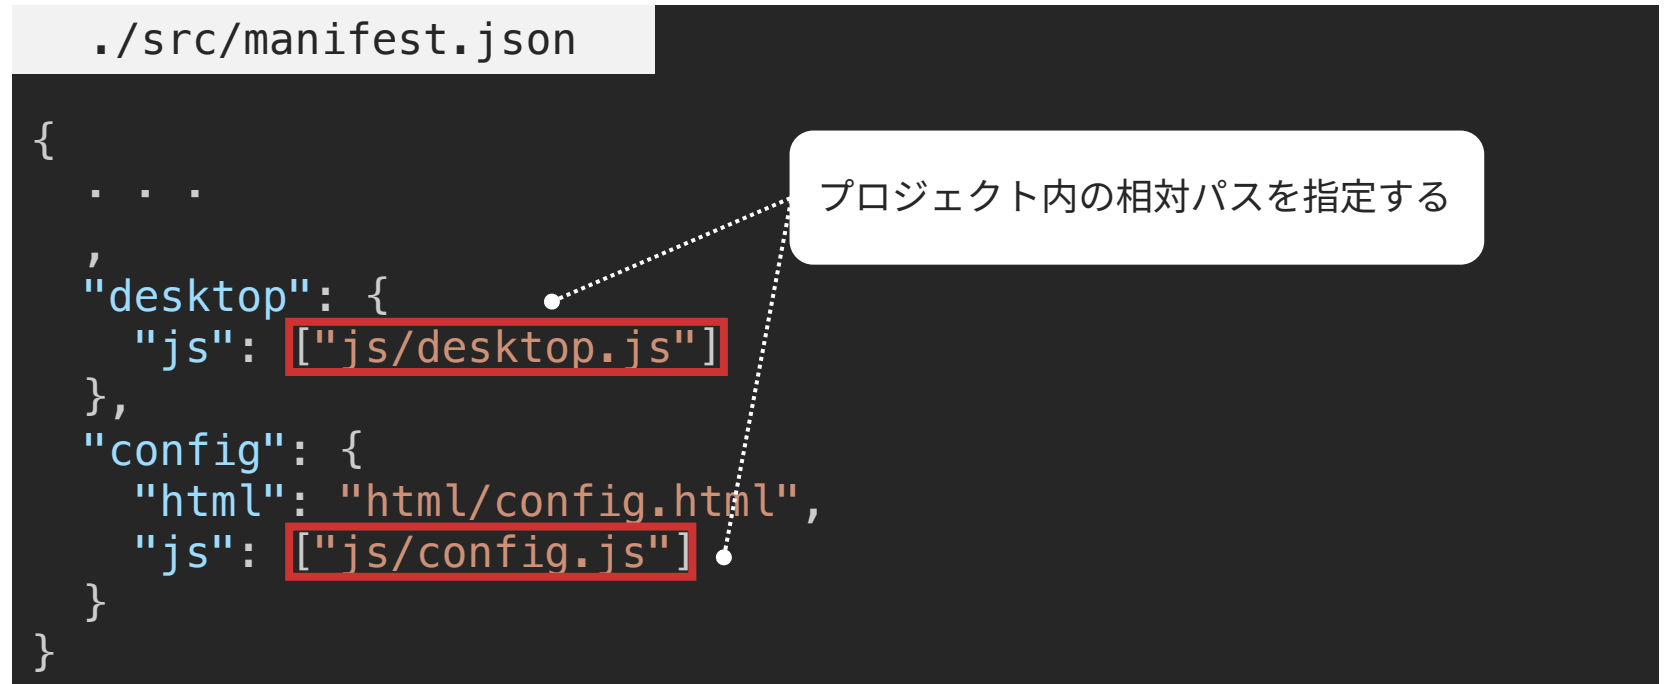 ./src/manifest.json
{
. . .
,
"desktop": {
プロジェクト内の相対パスを指定する
"js": ["js/desktop.js"]
},
"config": {
"html": "html/config.html",
"js": ["js/config.js"]
}
}